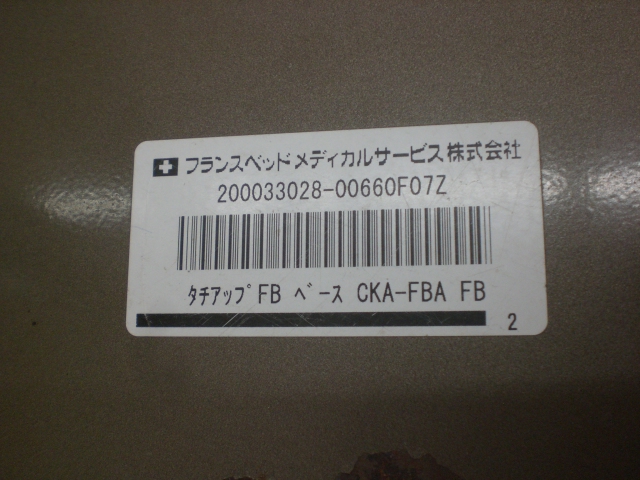 フランスベッドメディカルサービス株式会社
200033028-00660F07Z
ﾀﾁｱｯﾌﾟFB ﾍﾞｰｽ CKA-FBA FB
2